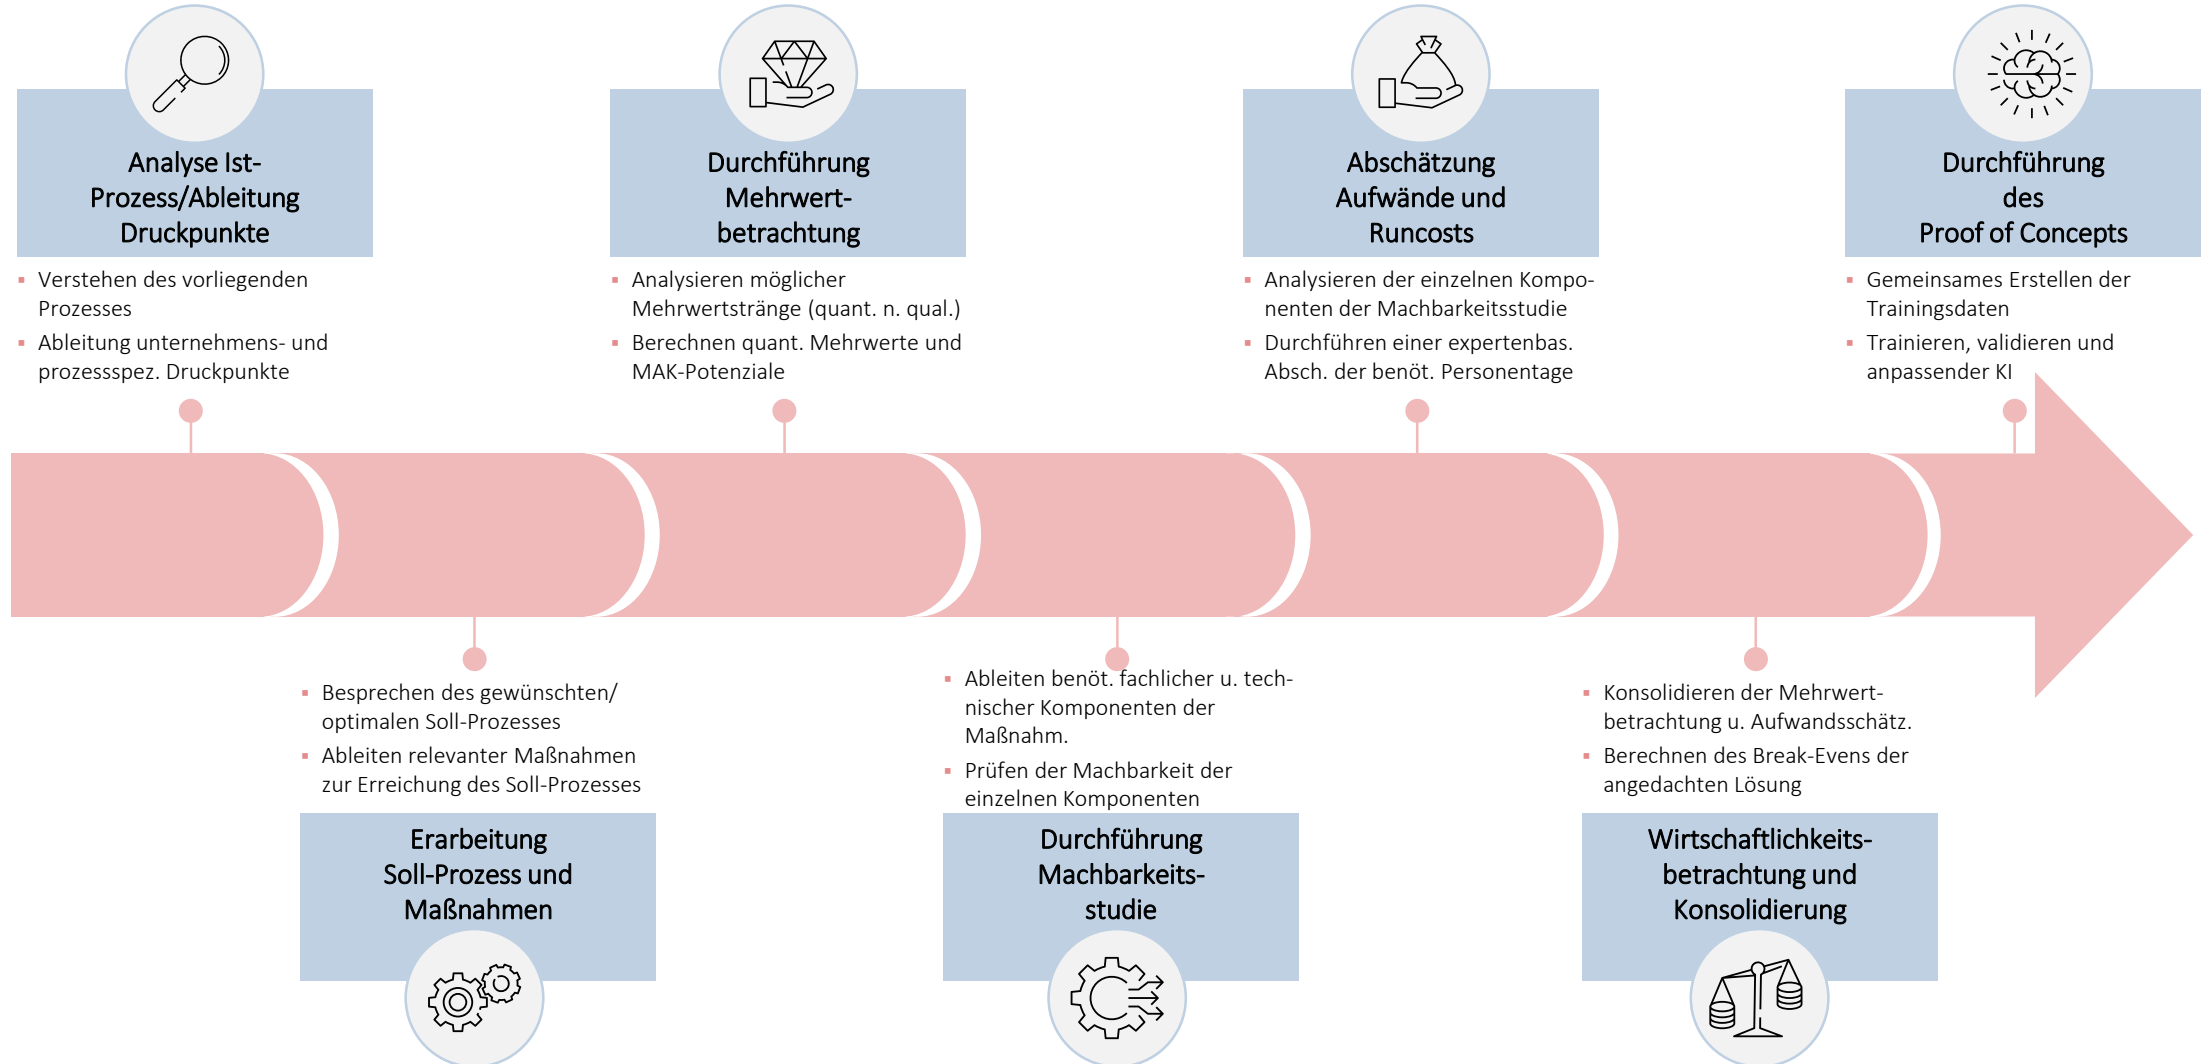 Analyse Ist-
Prozess/Ableitung
Druckpunkte
▪ Verstehen des vorliegenden
Prozesses
▪ Ableitung unternehmens- und
prozessspez. Druckpunkte
Erarbeitung
Soll-Prozess und
Maßnahmen
▪ Besprechen des gewünschten/
optimalen Soll-Prozesses
▪ Ableiten relevanter Maßnahmen
zur Erreichung des Soll-Prozesses
Durchführung
Mehrwert-
betrachtung
▪ Analysieren möglicher
Mehrwertstränge (quant. n. qual.)
▪ Berechnen quant. Mehrwerte und
MAK-Potenziale
Durchführung
Machbarkeits-
studie
▪ Ableiten benöt. fachlicher u. tech-
nischer Komponenten der
Maßnahm.
▪ Prüfen der Machbarkeit der
einzelnen Komponenten
Abschätzung
Aufwände und
Runcosts
▪ Analysieren der einzelnen Kompo-
nenten der Machbarkeitsstudie
▪ Durchführen einer expertenbas.
Absch. der benöt. Personentage
Wirtschaftlichkeits-
betrachtung und
Konsolidierung
▪ Konsolidieren der Mehrwert-
betrachtung u. Aufwandsschätz.
▪ Berechnen des Break-Evens der
angedachten Lösung
Durchführung
des
Proof of Concepts
▪ Gemeinsames Erstellen der
Trainingsdaten
▪ Trainieren, validieren und
anpassender KI